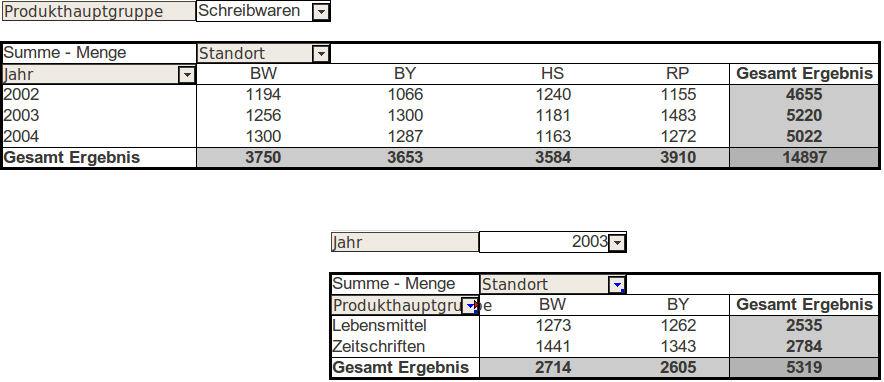 Produkthauptgruppe Schreibwaren
Summe - Menge Standort
Jahr BW BY HS RP Gesamt Ergebnis
2002 1194 1066 1240 1155 4655
2003 1256 1300 1181 1483 5220
2004 1300 1287 1163 1272 5022
Gesamt Ergebnis 3750 3653 3584 3910 14897
Jahr 2003
Summe - Menge Standort
Produkthauptgruppe BW BY Gesamt Ergebnis
Lebensmittel 1273 1262 2535
Zeitschriften 1441 1343 2784
Gesamt Ergebnis 2714 2605 5319